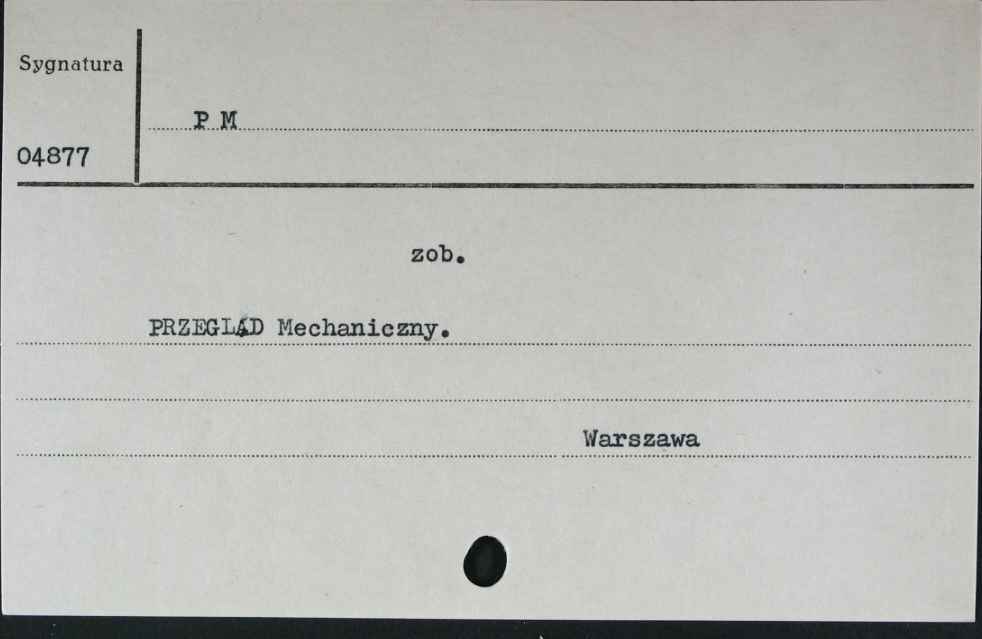 Sygnatura
P M
04877
zob.
PRZEGLĄD Mechaniczny.
Warszawa